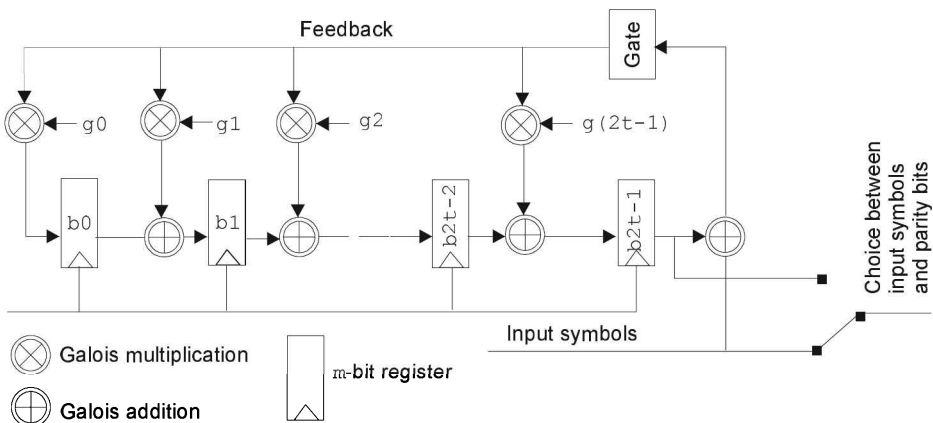 Feedback
Gate
g0
g1
g2
g(2t-1)
b0
b1
b2t-2
b2t-1
Choice between
input symbols
and parity bits
Input symbols
Galois multiplication
m-bit register
Galois addition